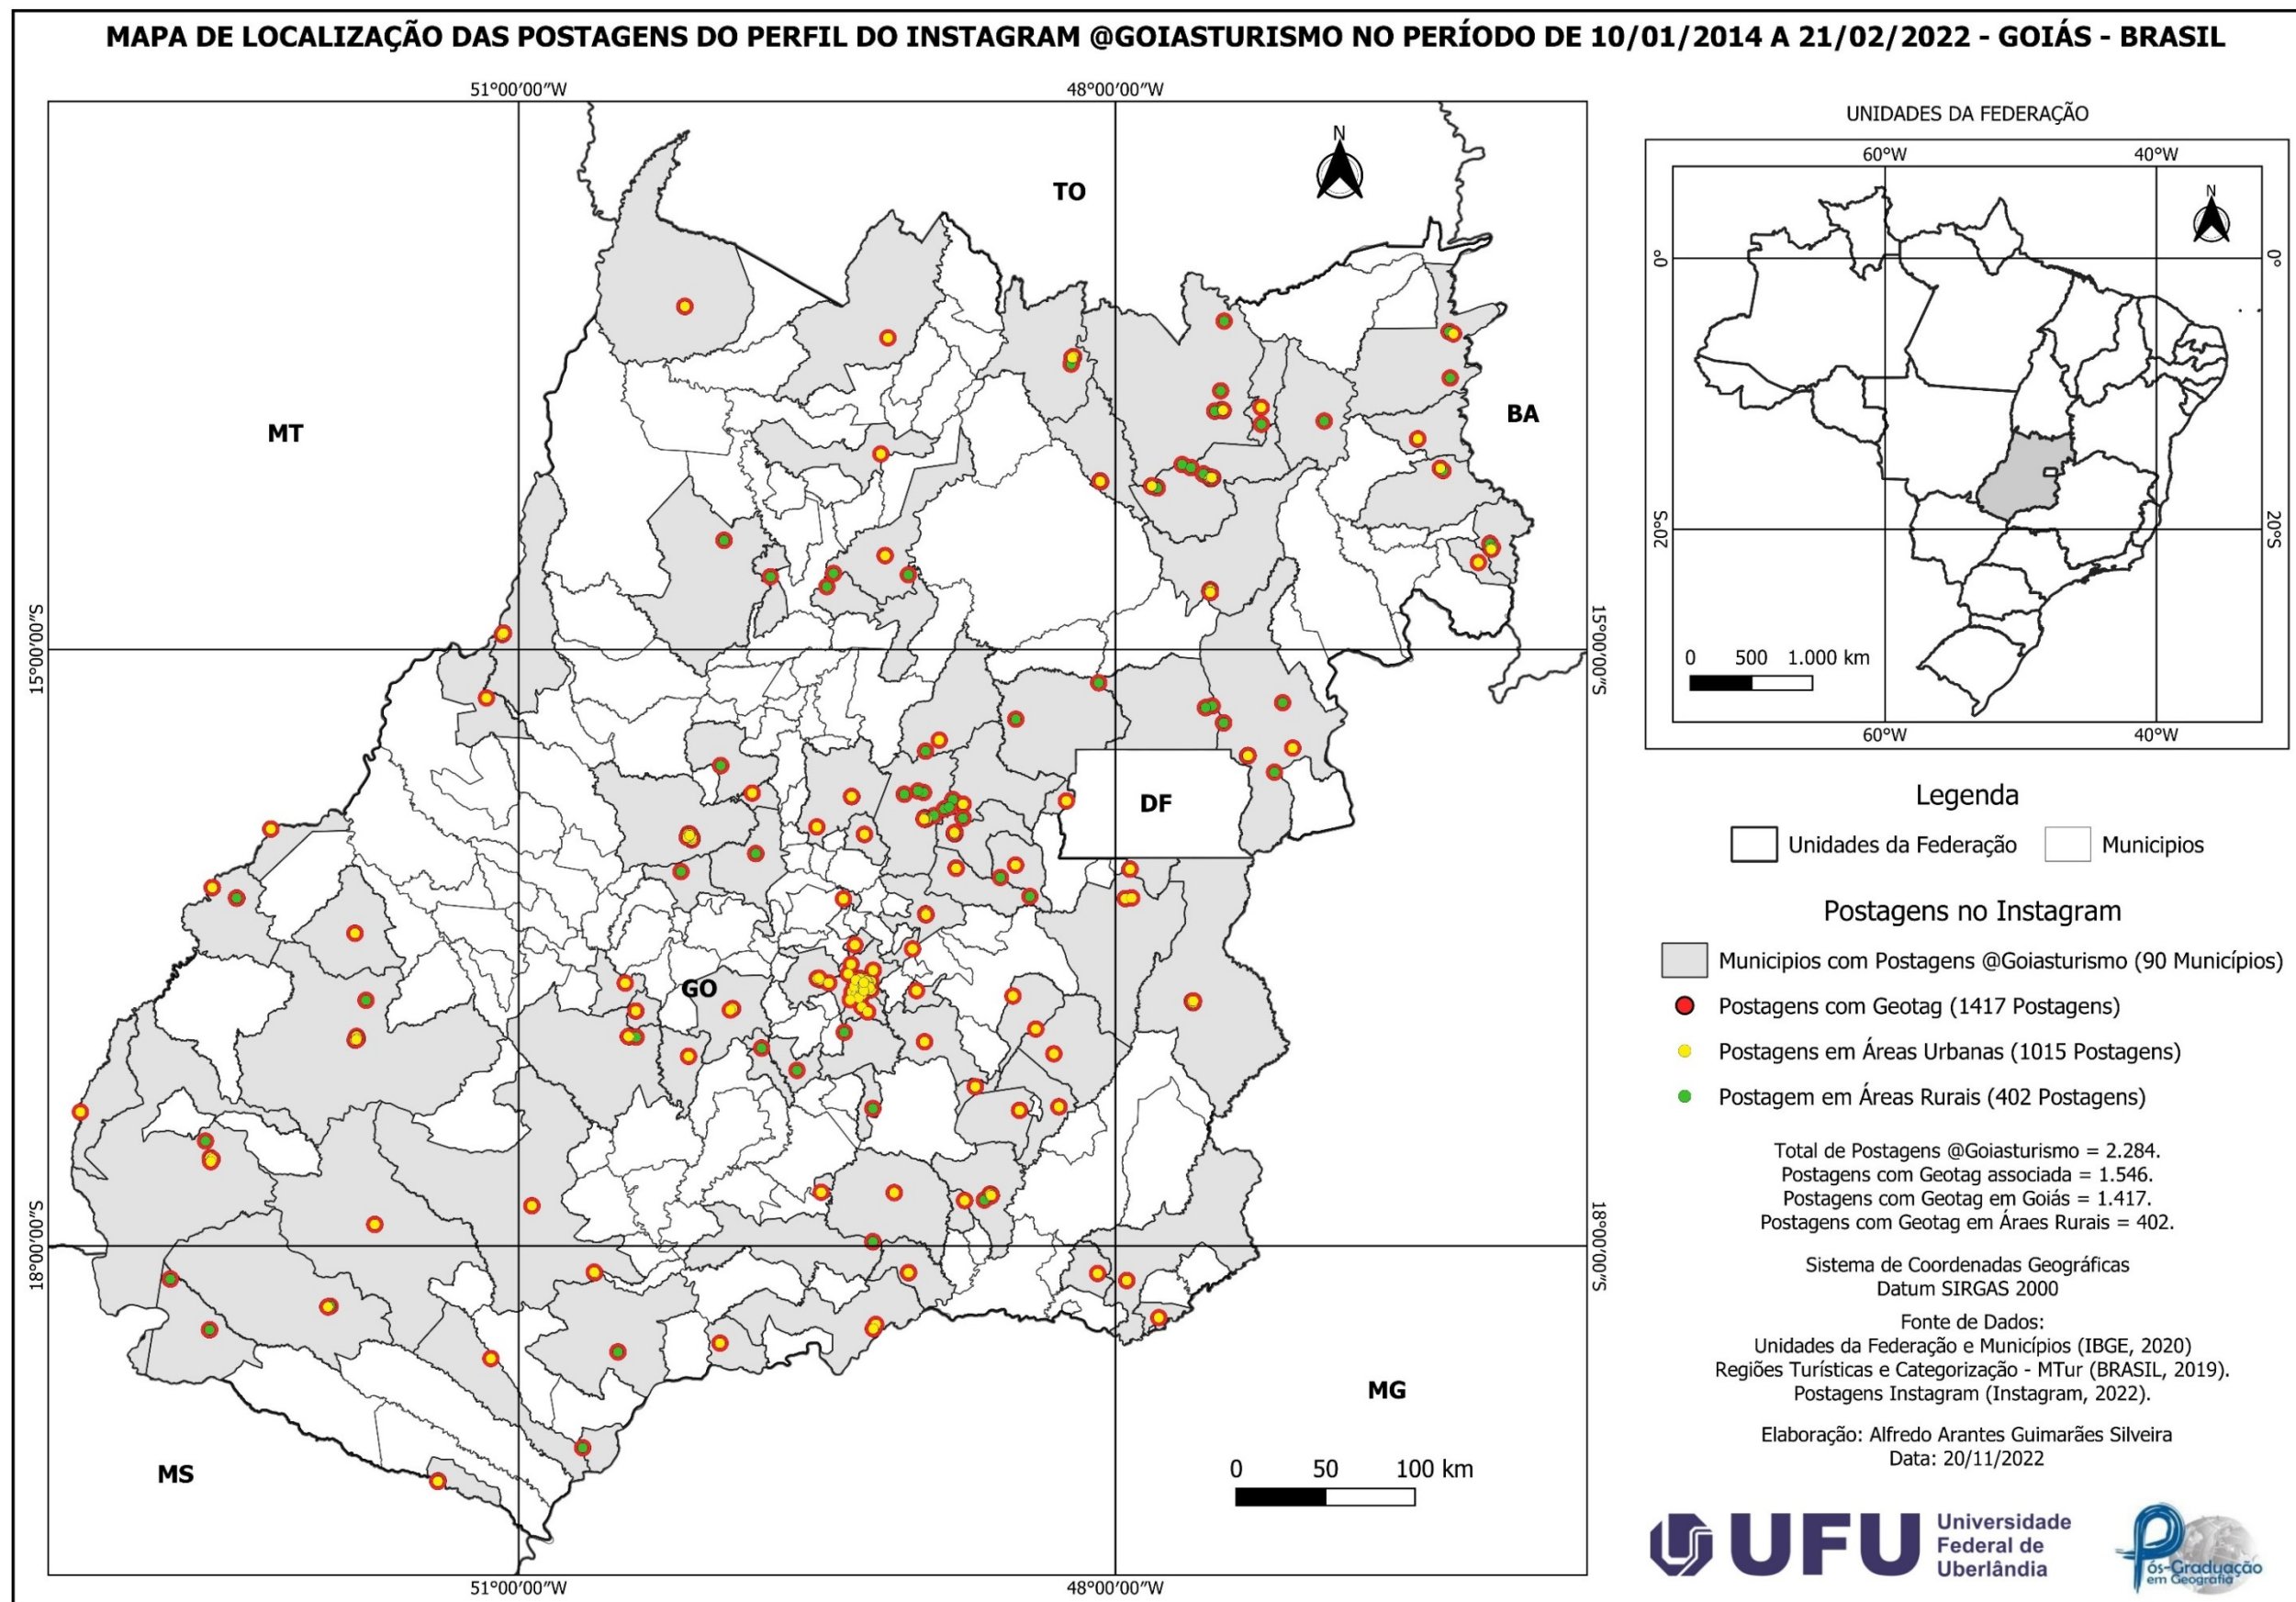 MAPA DE LOCALIZAÇÃO DAS POSTAGENS DO PERFIL DO INSTAGRAM @GOIASTURISMO NO PERÍODO DE 10/01/2014 A 21/02/2022 - GOIÁS - BRASIL
51°00'00"W
48°00'00"W
N
TO
MT
BA
15°00'00"S
15°00'00"S
DF
GO
18°00'00"S
18°00'00"S
MG
MS
0 50 100 km
51°00'00"W
48°00'00"W
UNIDADES DA FEDERAÇÃO
60°W
40°W
N
0°
0°
20°S
20°S
0 500 1.000 km
60°W
40°W
Legenda
Unidades da Federação
Municipios
Postagens no Instagram
Municipios com Postagens @Goiasturismo (90 Municípios)
Postagens com Geotag (1417 Postagens)
Postagens em Áreas Urbanas (1015 Postagens)
Postagem em Áreas Rurais (402 Postagens)
Total de Postagens @Goiasturismo = 2.284.
Postagens com Geotag associada = 1.546.
Postagens com Geotag em Goiás = 1.417.
Postagens com Geotag em Áraes Rurais = 402.
Sistema de Coordenadas Geográficas
Datum SIRGAS 2000
Fonte de Dados:
Unidades da Federação e Municípios (IBGE, 2020)
Regiões Turísticas e Categorização - MTur (BRASIL, 2019).
Postagens Instagram (Instagram, 2022).
Elaboração: Alfredo Arantes Guimarães Silveira
Data: 20/11/2022
UFU
Universidade
Federal de
Uberlândia
Pós-Graduação
em Geografia